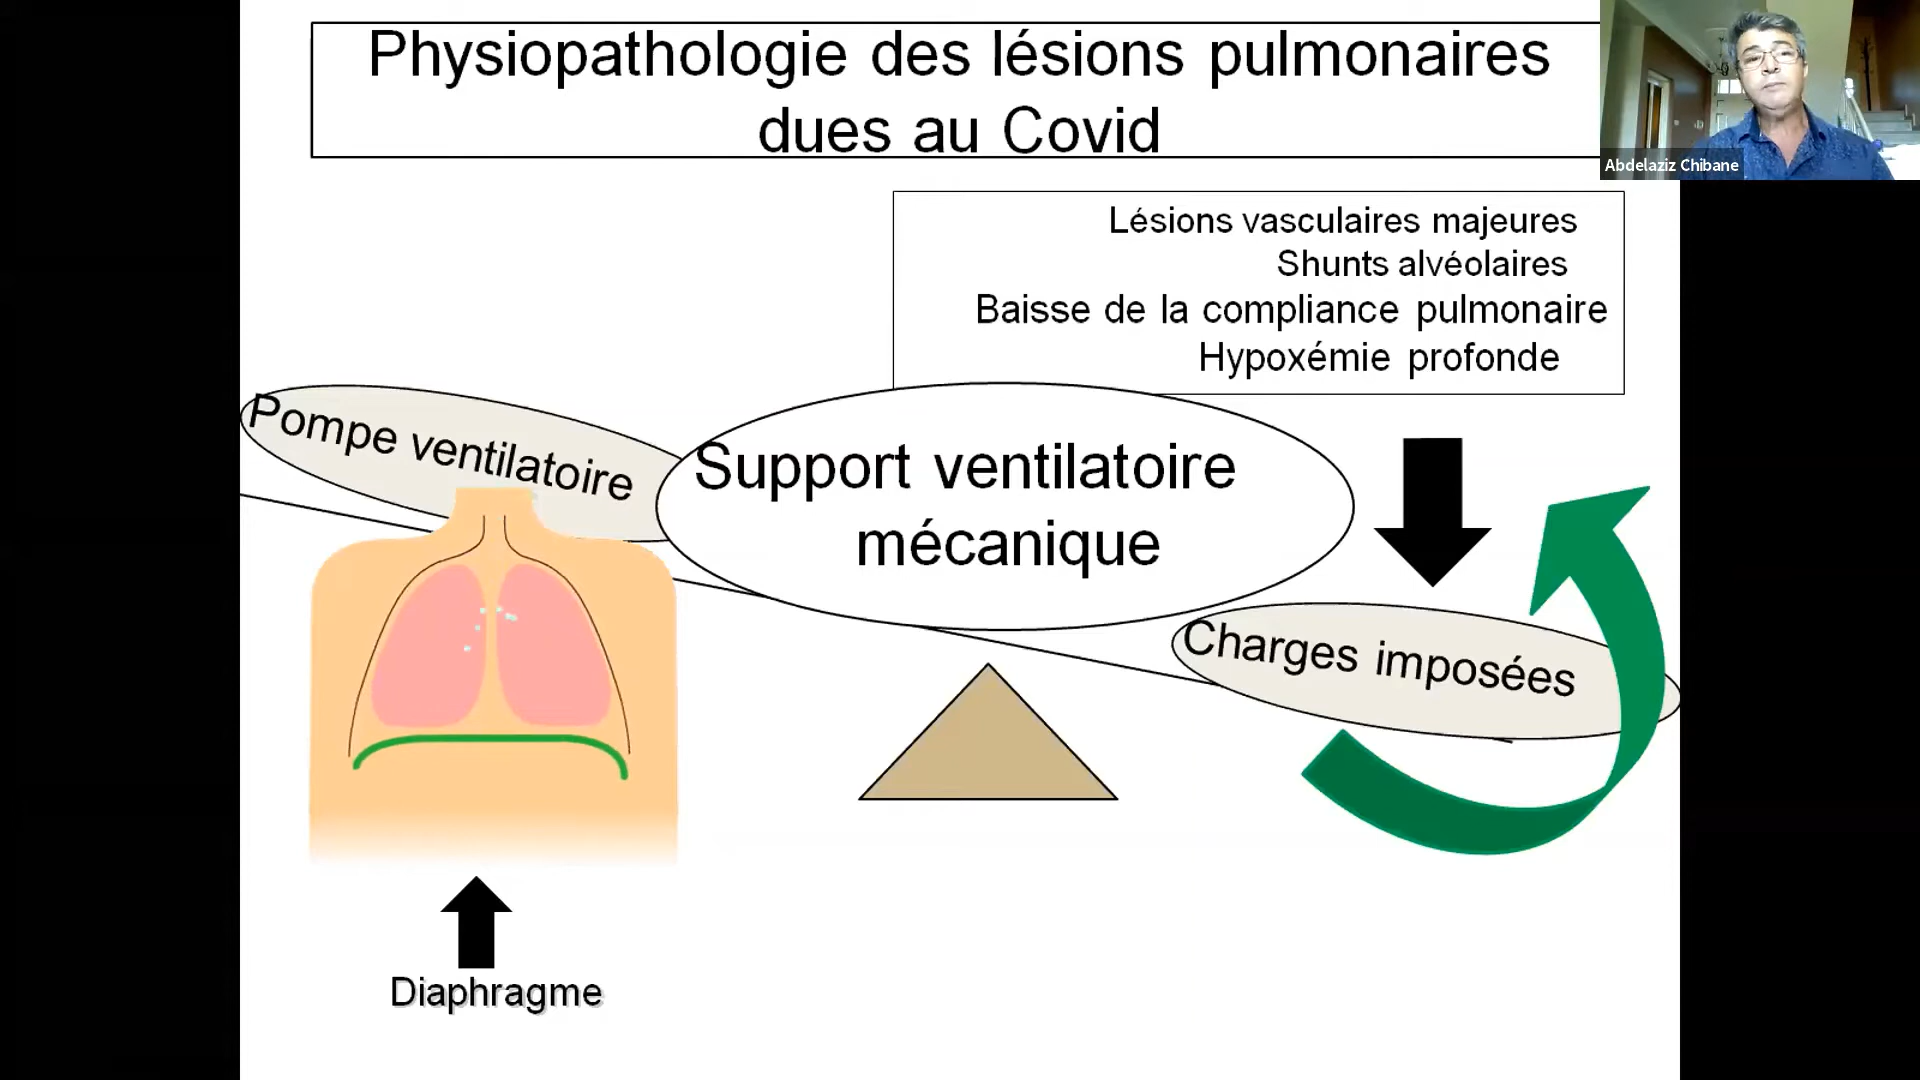 Physiopathologie des lésions pulmonaires
dues au Covid
Abdelaziz Chibane
Lésions vasculaires majeures
Shunts alvéolaires
Baisse de la compliance pulmonaire
Hypoxémie profonde
Pompe ventilatoire
Support ventilatoire
mécanique
Charges imposées
Diaphragme